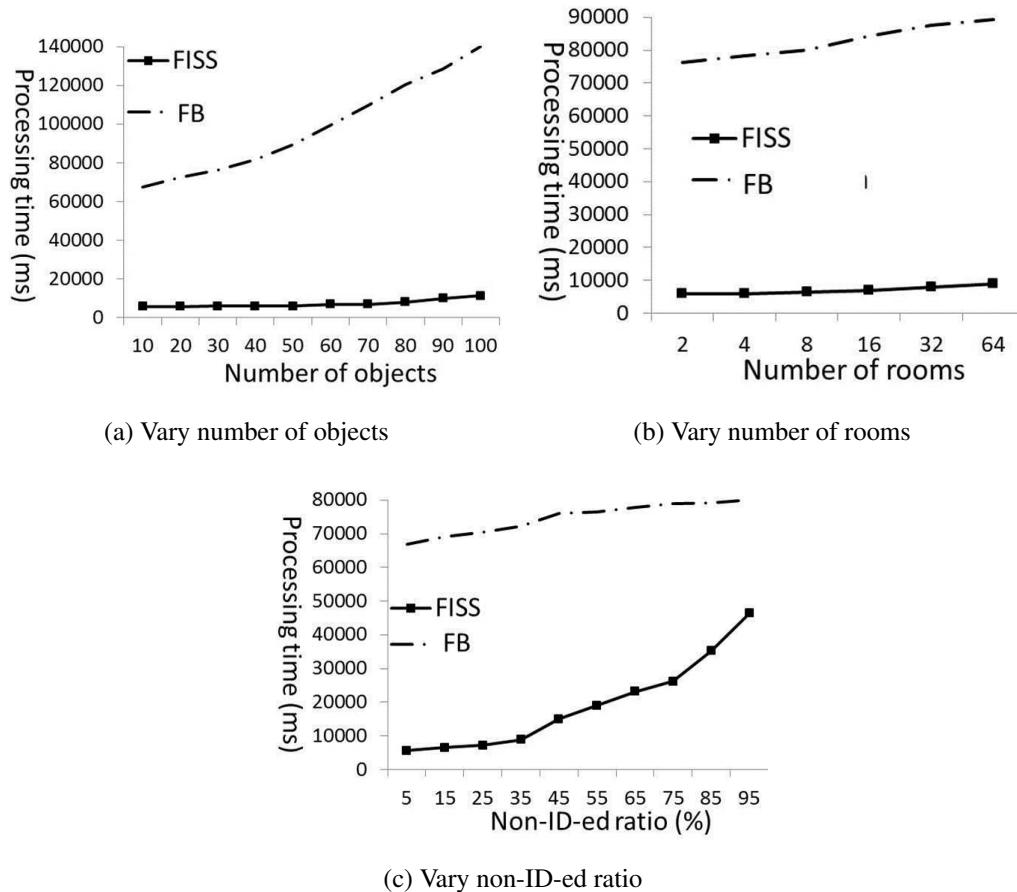 Processing time (ms)
140000
120000
100000
80000
60000
40000
20000
0
FISS
FB
10 20 30 40 50 60 70 80 90 100
Number of objects
(a) Vary number of objects
Processing time (ms)
90000
80000
70000
60000
50000
40000
30000
20000
10000
0
FISS
FB
2 4 8 16 32 64
Number of rooms
(b) Vary number of rooms
Processing time (ms)
80000
70000
60000
50000
40000
30000
20000
10000
0
FISS
FB
5 15 25 35 45 55 65 75 85 95
Non-ID-ed ratio (%)
(c) Vary non-ID-ed ratio